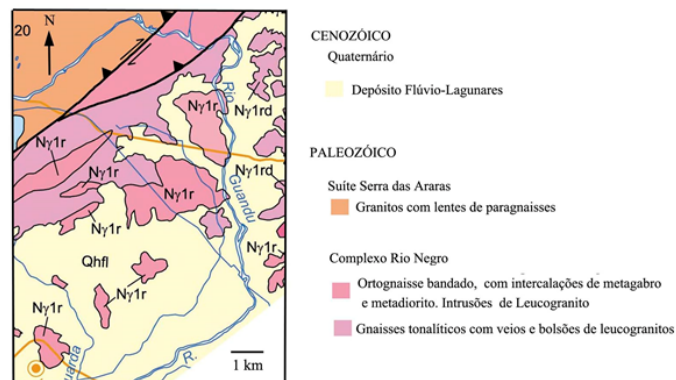 20
N
Rio
Nγ1r
Nγ1rd
Nγ1r
Nγ1r
Nγ1rd
Nγ1r
Guandu
Nγ1r
Nγ1r
Qhfl
Nγ1r
Nγ1r
uarda
R.
1 km
CENOZÓICO
Quaternário
Depósito Flúvio-Lagunares
PALEOZÓICO
Suíte Serra das Araras
Granitos com lentes de paragnaisses
Complexo Rio Negro
Ortognaisse bandado, com intercalações de metagabro
e metadiorito. Intrusões de Leucogranito
Gnaisses tonalíticos com veios e bolsões de leucogranitos